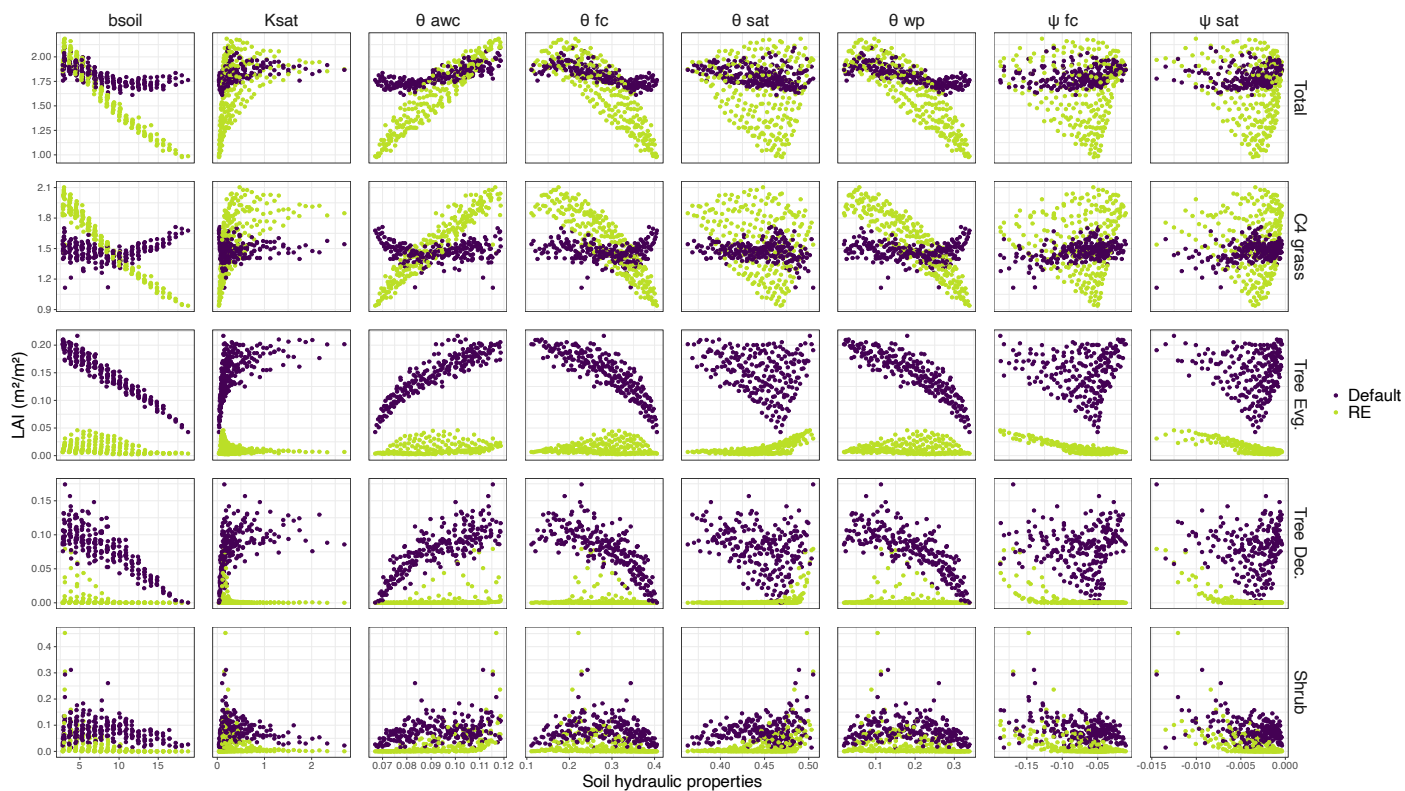 bsoil Ksat θ awc θ fc θ sat θ wp ψ fc ψ sat
2.00
1.75
1.50
1.25
1.00
Total
2.1
1.8
1.5
1.2
0.9
C4 grass
0.20
0.15
0.10
0.05
0.00
Tree Evg.
0.15
0.10
0.05
0.00
Tree Dec.
0.4
0.3
0.2
0.1
0.0
Shrub
LAI (m²/m²)
Default
RE
5 10 15 0 1 2 0.07 0.08 0.09 0.10 0.11 0.12 0.1 0.2 0.3 0.4 0.40 0.45 0.50 0.1 0.2 0.3 -0.15 -0.10 -0.05 -0.015 -0.010 -0.005 0.000
Soil hydraulic properties